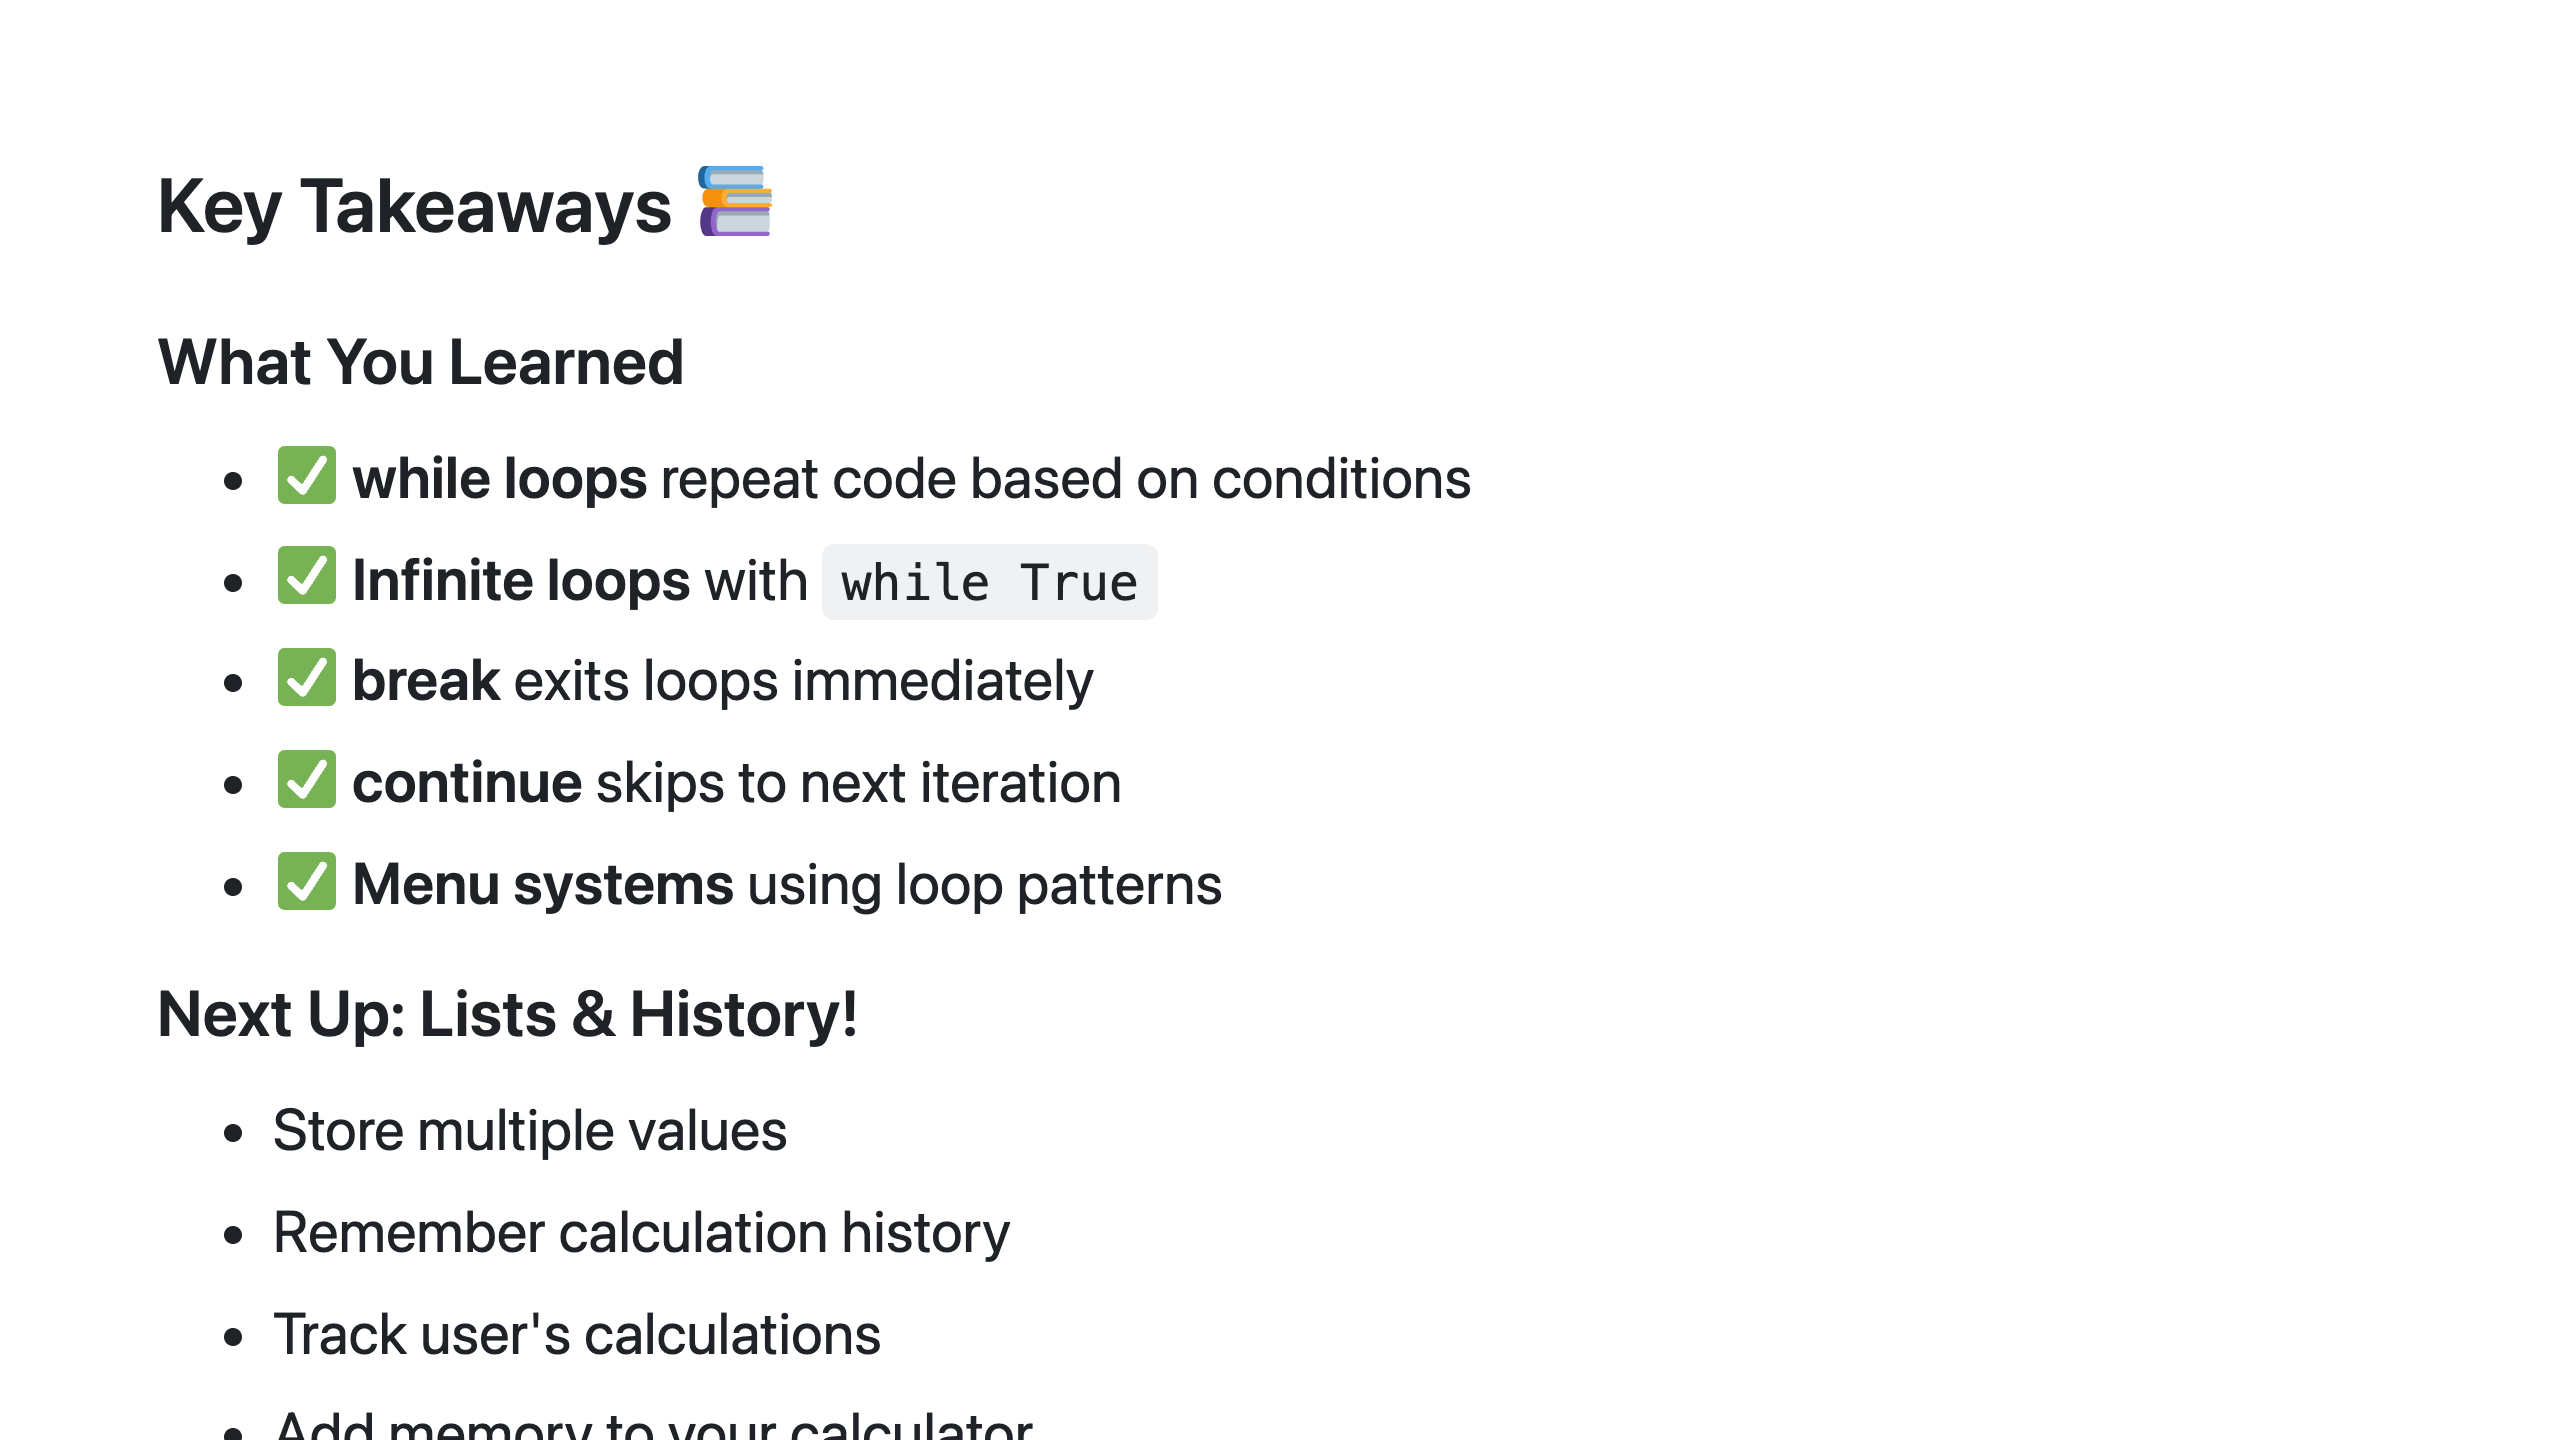 Key Takeaways 📚
What You Learned
• ✅ while loops repeat code based on conditions
• ✅ Infinite loops with while True
• ✅ break exits loops immediately
• ✅ continue skips to next iteration
• ✅ Menu systems using loop patterns
Next Up: Lists & History!
• Store multiple values
• Remember calculation history
• Track user's calculations
• Add memory to your calculator